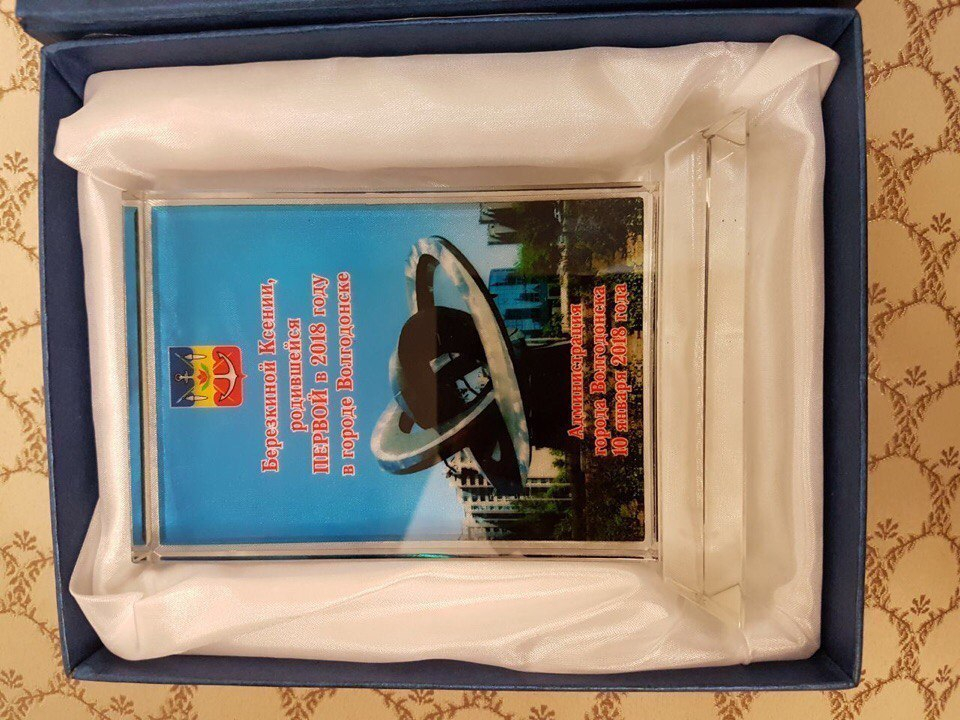 Березкиной Ксении,
родившейся
ПЕРВОЙ в 2018 году
в городе Волгодонске
Администрация
города Волгодонска
10 января 2018 года